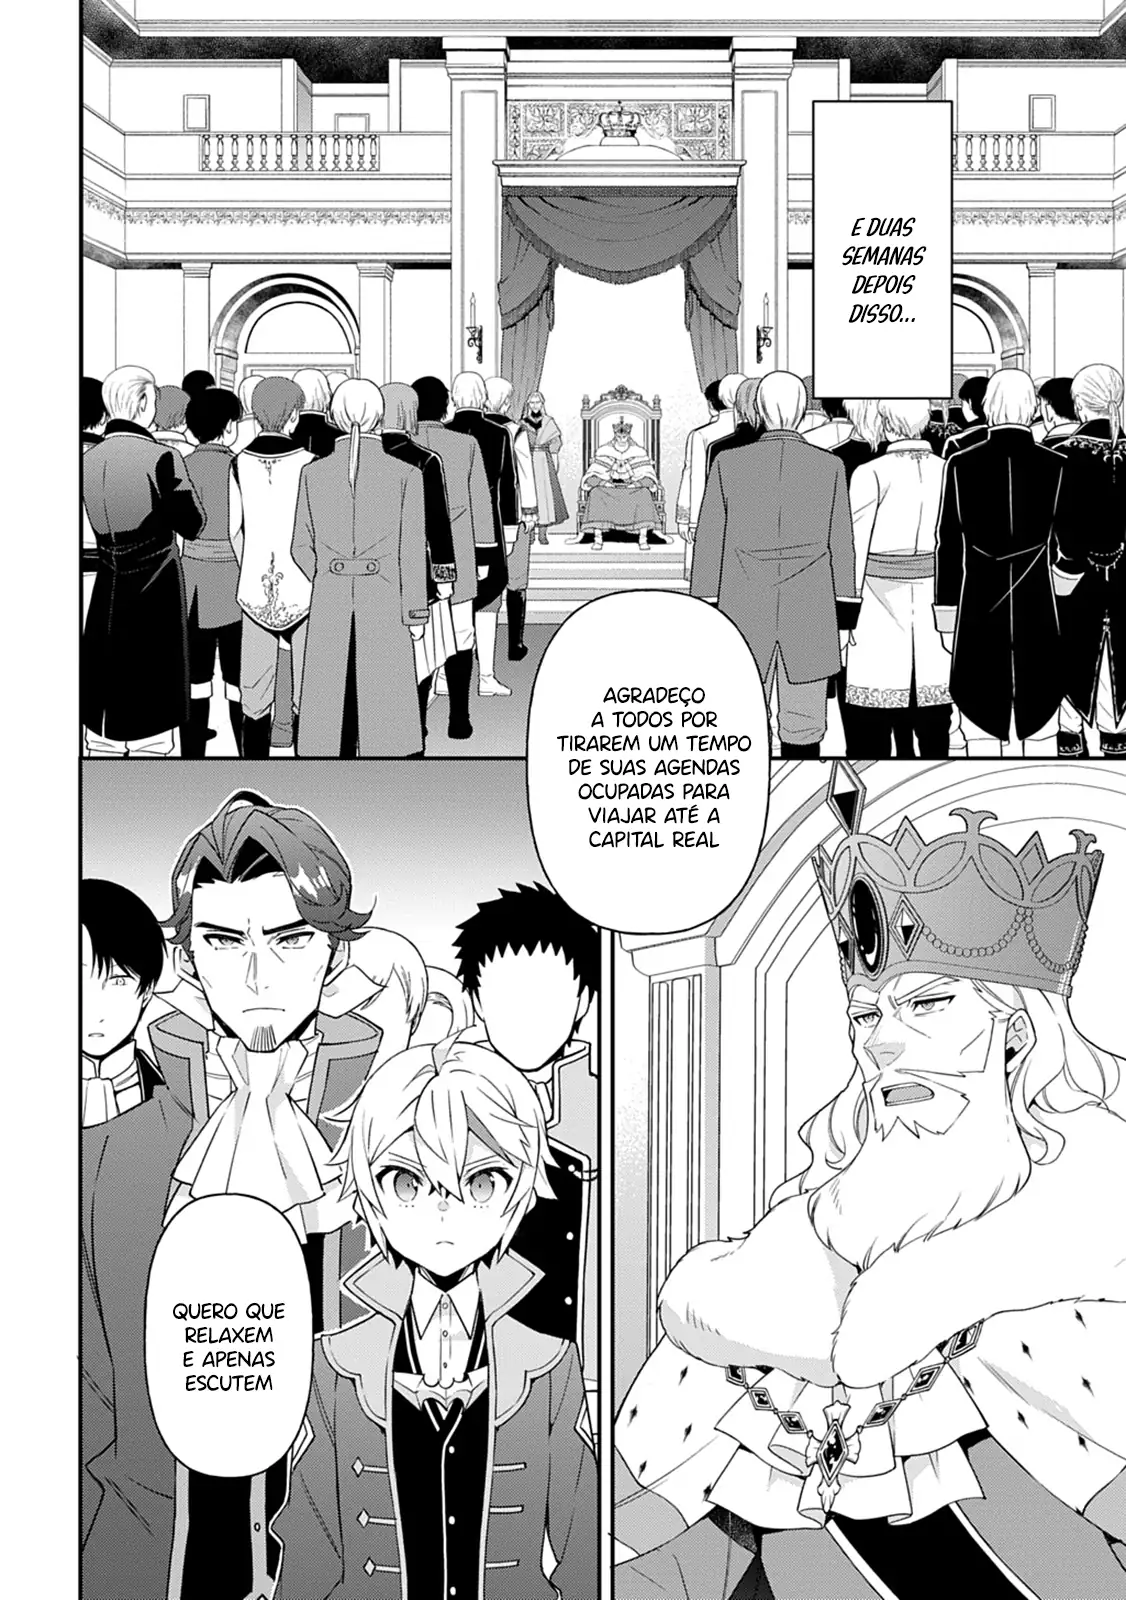 E DUAS
SEMANAS
DEPOIS
DISSO...
AGRADEÇO
A TODOS POR
TIRAREM UM TEMPO
DE SUAS AGENDAS
OCUPADAS PARA
VIAJAR ATÉ A
CAPITAL REAL
QUERO QUE
RELAXEM
E APENAS
ESCUTEM